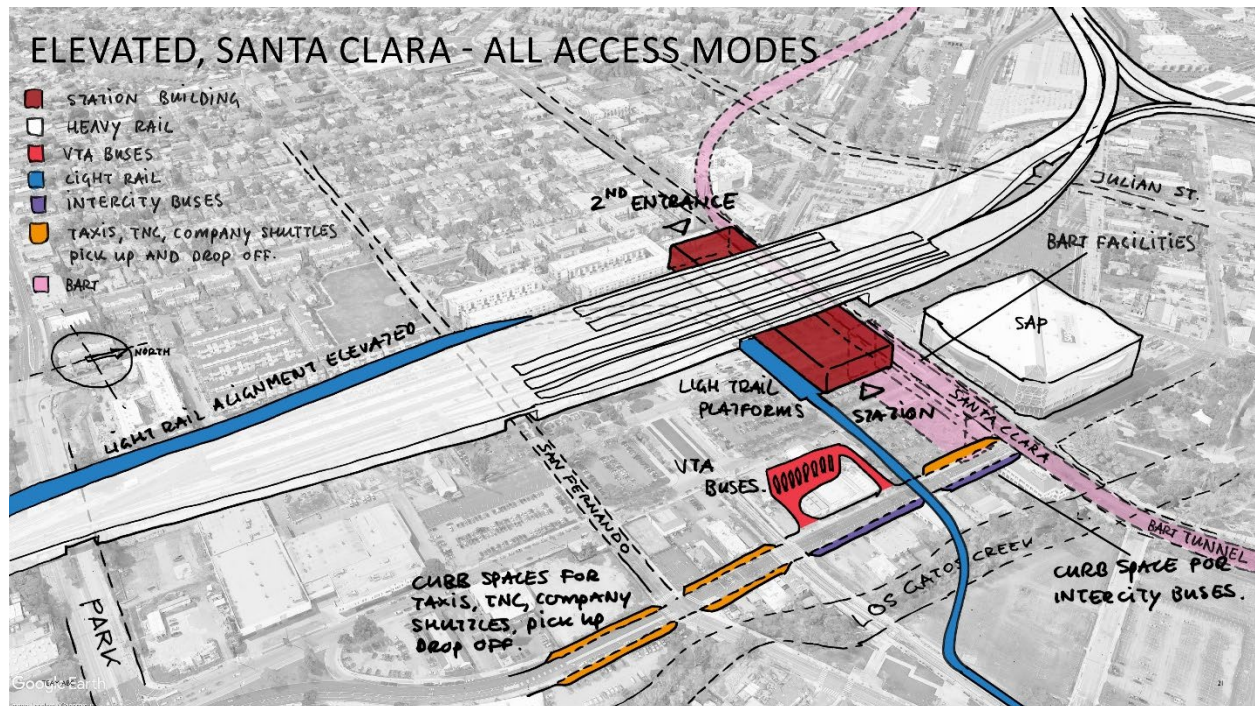 ELEVATED, SANTA CLARA - ALL ACCESS MODES
STATION BUILDING
HEAVY RAIL
VTA BUSES
LIGHT RAIL
INTERCITY BUSES
TAXIS, TNC, COMPANY SHUTTLES
PICK UP AND DROP OFF.
BART
NORTH
2ND ENTRANCE
JULIAN ST.
BART FACILITIES
SAP
LIGHT RAIL ALIGNMENT ELEVATED
LIGH TRAIL
PLATFORMS
STATION
SANTA CLARA
VTA
BUSES.
SAN FERNANDO
BART TUNNEL
OS GATOS CREEK
CURB SPACES FOR
TAXIS, TNC, COMPANY
SHUTTLES, PICK UP
DROP OFF.
CURB SPACE FOR
INTERCITY BUSES.
PARK
Google Earth
21